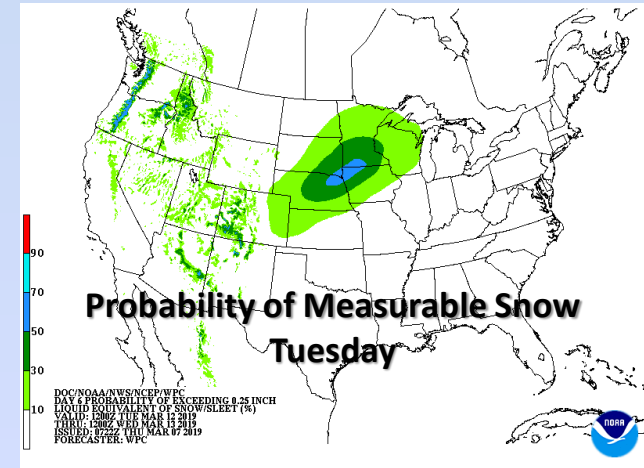 90
70
50
30
10
Probability of Measurable Snow
Tuesday
DOC/NOAA/NWS/NCEP/WPC
DAY 6 PROBABILITY OF EXCEEDING 0.25 INCH
LIQUID EQUIVALENT OF SNOW/SLEET (%)
VALID: 1200Z TUE MAR 12 2019
THRU: 1200Z WED MAR 13 2019
ISSUED: 0722Z THU MAR 07 2019
FORECASTER: WPC
NOAA